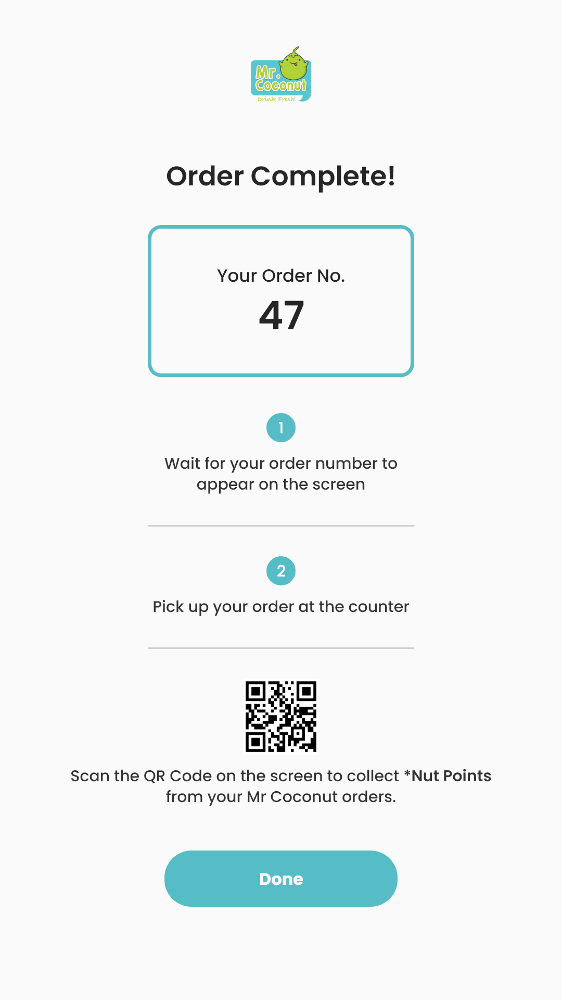 Mr.
Coconut
Drink Fresh!
Order Complete!
Your Order No.
47
1
Wait for your order number to
appear on the screen
2
Pick up your order at the counter
Scan the QR Code on the screen to collect *Nut Points
from your Mr Coconut orders.
Done